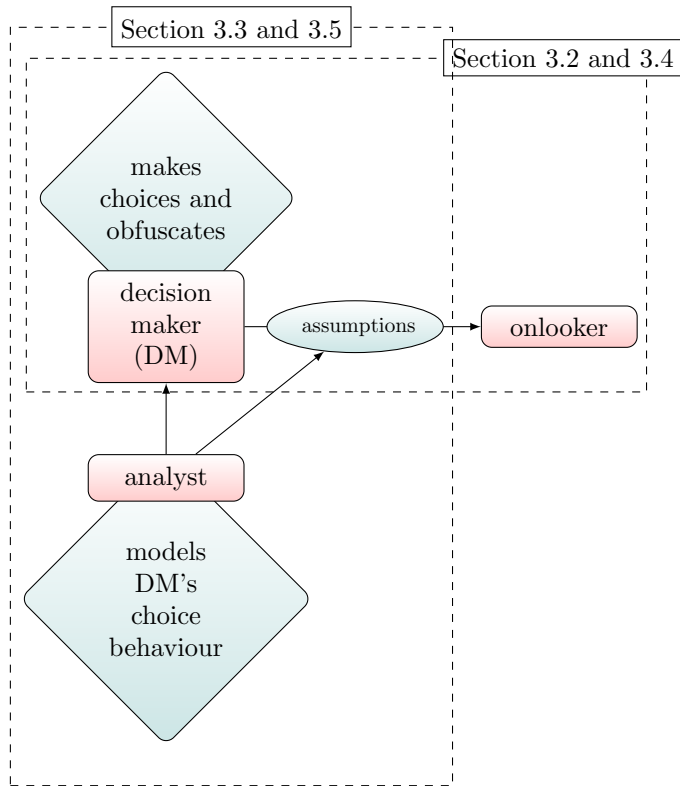 Section 3.3 and 3.5
Section 3.2 and 3.4
makes
choices and
obfuscates
decision
maker
(DM)
assumptions
onlooker
analyst
models
DM's
choice
behaviour